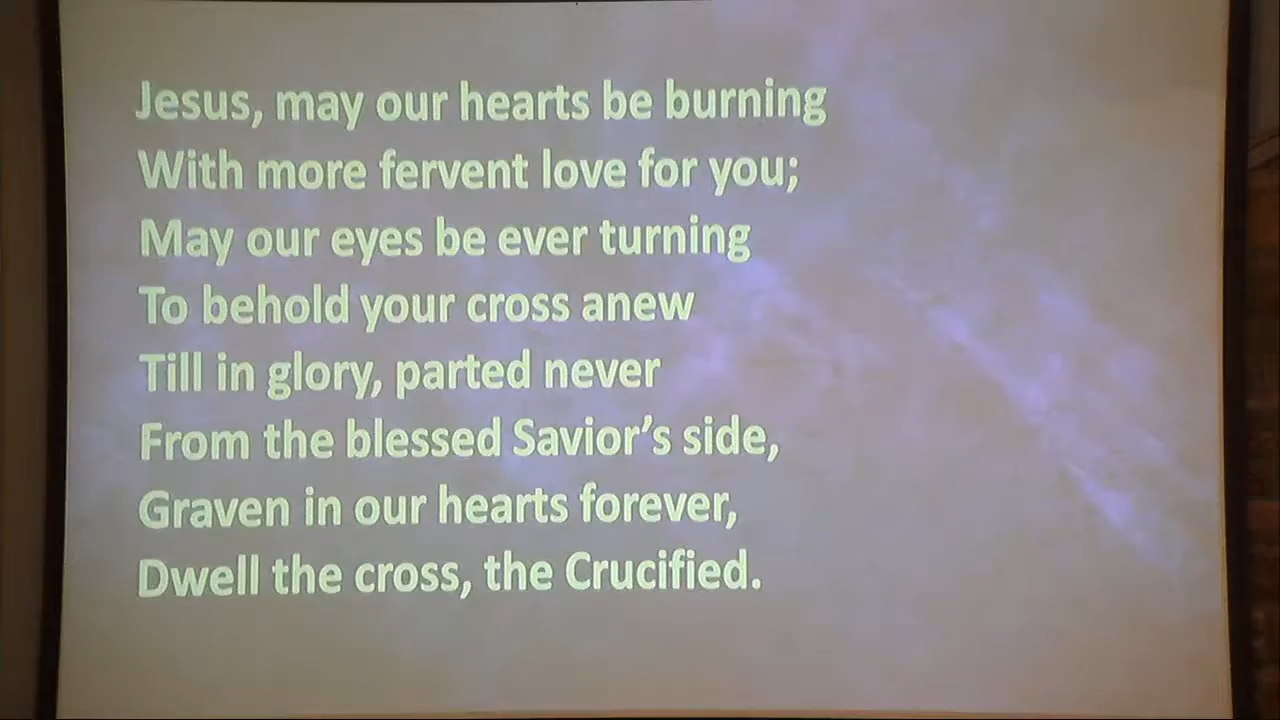 Jesus, may our hearts be burning
With more fervent love for you;
May our eyes be ever turning
To behold your cross anew
Till in glory, parted never
From the blessed Savior’s side,
Graven in our hearts forever,
Dwell the cross, the Crucified.